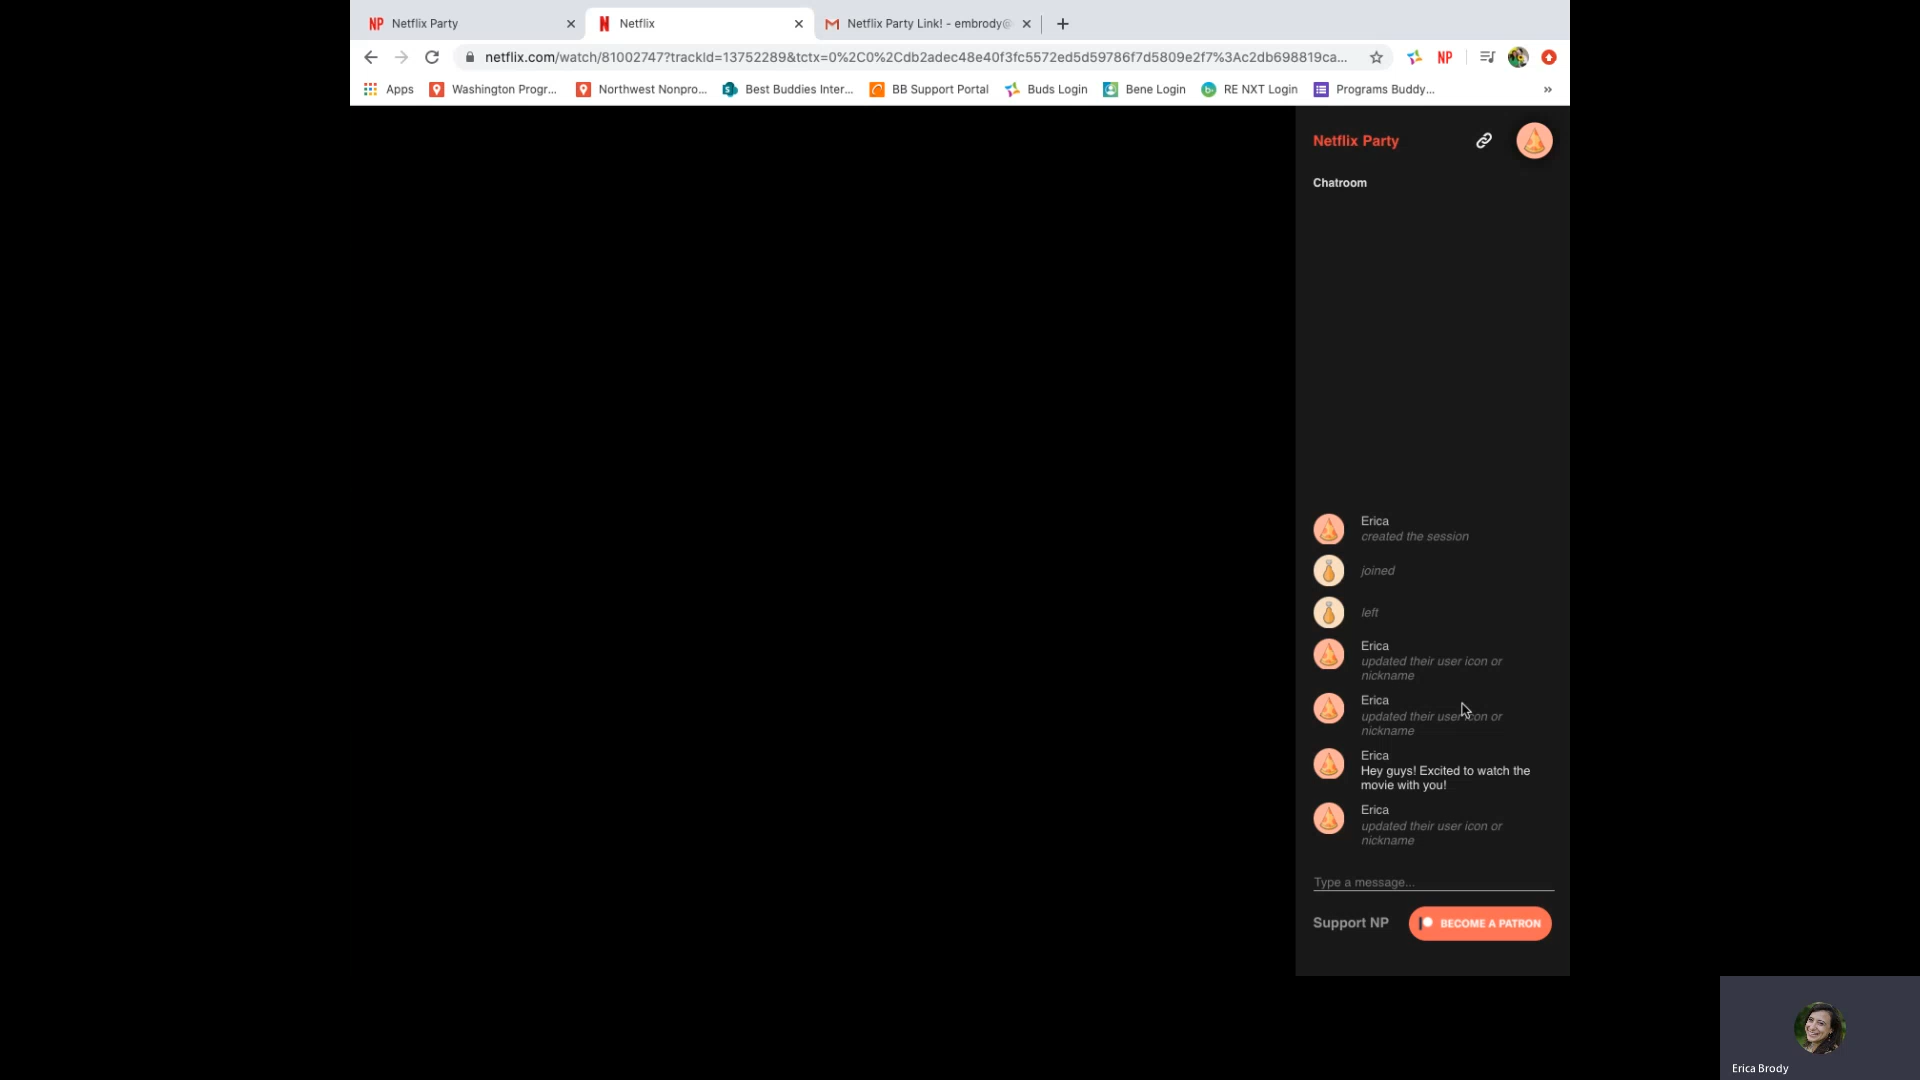 NP Netflix Party
Netflix
Netflix Party Link! - embrody@
netflix.com/watch/81002747?trackId=13752289&tctx=0%2C0%2Cdb2adec48e40f3fc5572ed5d59786f7d5809e2f7%3Ac2db698819ca...
NP
Apps
Washington Progr...
Northwest Nonpro...
Best Buddies Inter...
BB Support Portal
Buds Login
Bene Login
RE NXT Login
Programs Buddy...
»
Netflix Party
Chatroom
Erica
created the session
joined
left
Erica
updated their user icon or
nickname
Erica
updated their user icon or
nickname
Erica
Hey guys! Excited to watch the
movie with you!
Erica
updated their user icon or
nickname
Type a message...
Support NP
BECOME A PATRON
Erica Brody